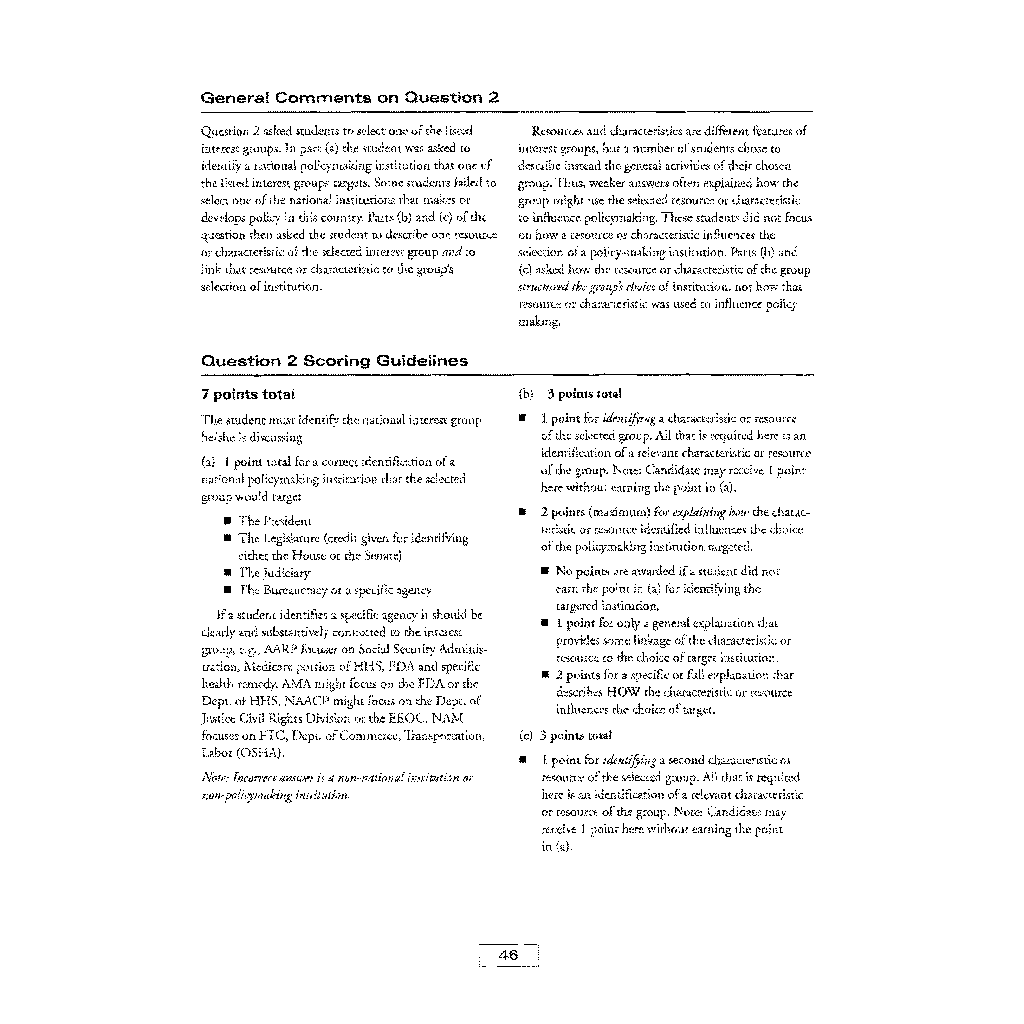 General Comments on Question 2
Question 2 asked students to select one of the listed
interest groups. In part (a) the student was asked to
identify a national policymaking institution that one of
the listed interest groups targets. Some students failed to
select one of the national institutions that makes or
develops policy in this country. Parts (b) and (c) of the
question then asked the student to describe one resource
or characteristic of the selected interest group and to
link that resource or characteristic to the group's
selection of institution.
Resources and characteristics are different features of
interest groups, but a number of students chose to
describe instead the general activities of their chosen
group. Thus, weaker answers often explained how the
group might use the selected resource or characteristic
to influence policymaking. These students did not focus
on how a resource or characteristic influences the
selection of a policy-making institution. Parts (b) and
(c) asked how the resource or characteristic of the group
structured the group's choice of institution, not how that
resource or characteristic was used to influence policy
making.
Question 2 Scoring Guidelines
7 points total
The student must identify the national interest group
he/she is discussing
(a) 1 point total for a correct identification of a
national policymaking institution that the selected
group would target
■ The President
■ The Legislature (credit given for identifying
either the House or the Senate)
■ The Judiciary
■ The Bureaucracy or a specific agency
If a student identifies a specific agency it should be
clearly and substantively connected to the interest
group, e.g., AARP focuses on Social Security Adminis-
tration, Medicare portion of HHS, FDA and specific
health remedy, AMA might focus on the FDA or the
Dept. of HHS, NAACP might focus on the Dept. of
Justice Civil Rights Division or the EEOC, NAM
focuses on FTC, Dept. of Commerce, Transportation,
Labor (OSHA).
Note: Incorrect answer is a non-national institution or
non-policymaking institution.
(b) 3 points total
■ 1 point for identifying a characteristic or resource
of the selected group. All that is required here is an
identification of a relevant characteristic or resource
of the group. Note: Candidate may receive 1 point
here without earning the point in (a).
■ 2 points (maximum) for explaining how the charac-
teristic or resource identified influences the choice
of the policymaking institution targeted.
■ No points are awarded if a student did not
earn the point in (a) for identifying the
targeted institution.
■ 1 point for only a general explanation that
provides some linkage of the characteristic or
resource to the choice of target institution.
■ 2 points for a specific or full explanation that
describes HOW the characteristic or resource
influences the choice of target.
(c) 3 points total
■ 1 point for identifying a second characteristic or
resource of the selected group. All that is required
here is an identification of a relevant characteristic
or resource of the group. Note: Candidate may
receive 1 point here without earning the point
in (a).
46